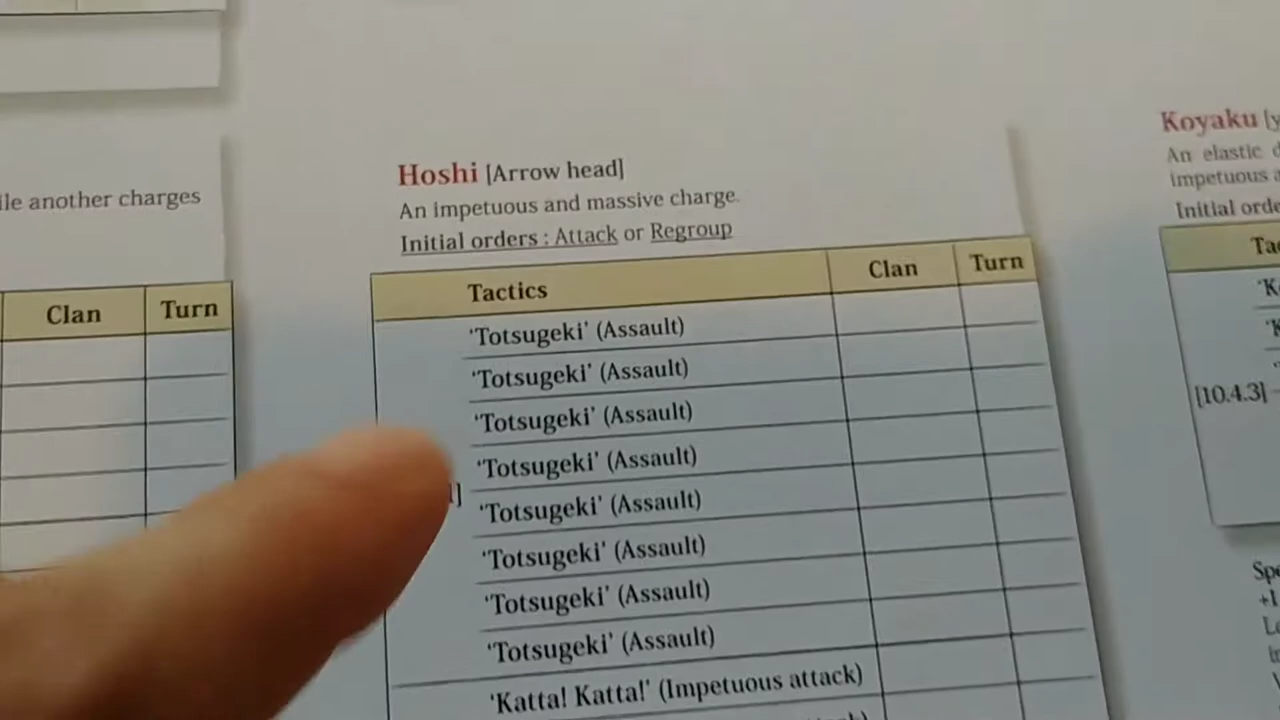 ile another charges
Clan Turn
Hoshi [Arrow head]
An impetuous and massive charge.
Initial orders : Attack or Regroup
Tactics Clan Turn
‘Totsugeki’ (Assault)
‘Totsugeki’ (Assault)
‘Totsugeki’ (Assault)
‘Totsugeki’ (Assault)
‘Totsugeki’ (Assault)
‘Totsugeki’ (Assault)
‘Totsugeki’ (Assault)
‘Totsugeki’ (Assault)
‘Katta! Katta!’ (Impetuous attack)
Koyaku
An elastic
impetuous
Initial
[10.4.3]